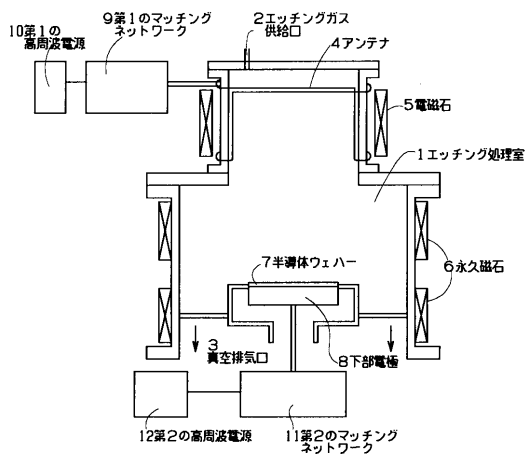 10第1の
高周波電源
9第1のマッチング
ネットワーク
2エッチングガス
供給口
4アンテナ
5電磁石
1エッチング処理室
7半導体ウェハー
6永久磁石
3
真空排気口
8下部電極
12第2の高周波電源
11第2のマッチング
ネットワーク